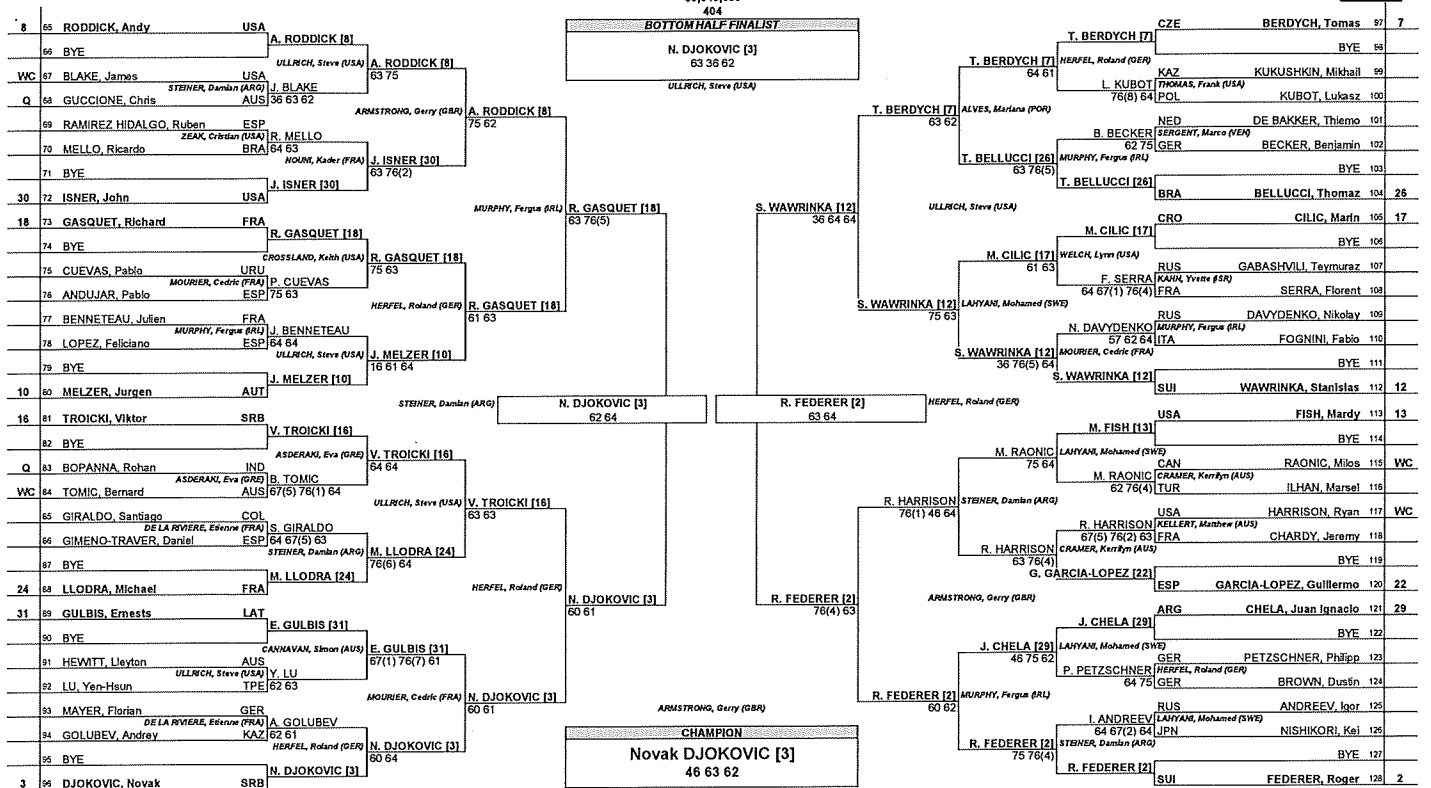 404
BOTTOM HALF FINALIST
N. DJOKOVIC [3]
63 36 62
ULLRICH, Steve (USA)
8 65 RODDICK, Andy USA
A. RODDICK [8]
66 BYE
ULLRICH, Steve (USA) A. RODDICK [8]
WC 67 BLAKE, James USA 63 75
STEINER, Damian (ARG) J. BLAKE
Q 68 GUCCIONE, Chris AUS 36 63 62
ARMSTRONG, Gerry (GBR) A. RODDICK [8]
69 RAMIREZ HIDALGO, Ruben ESP 75 62
ZEAK, Cristian (USA) R. MELLO
70 MELLO, Ricardo BRA 64 63
NOUNI, Kader (FRA) J. ISNER [30]
71 BYE 63 76(2)
J. ISNER [30]
30 72 ISNER, John USA
MURPHY, Fergus (IRL) R. GASQUET [18]
18 73 GASQUET, Richard FRA 63 76(5)
R. GASQUET [18]
74 BYE
CROSSLAND, Keith (USA) R. GASQUET [18]
75 CUEVAS, Pablo URU 75 63
MOURIER, Cedric (FRA) P. CUEVAS
76 ANDUJAR, Pablo ESP 75 63
HERFEL, Roland (GER) R. GASQUET [18]
77 BENNETEAU, Julien FRA 61 63
MURPHY, Fergus (IRL) J. BENNETEAU
78 LOPEZ, Feliciano ESP 64 64
ULLRICH, Steve (USA) J. MELZER [10]
79 BYE 16 61 64
J. MELZER [10]
10 80 MELZER, Jurgen AUT
STEINER, Damian (ARG) N. DJOKOVIC [3]
62 64
16 81 TROICKI, Viktor SRB
V. TROICKI [16]
82 BYE
ASDERAKI, Eva (GRE) V. TROICKI [16]
Q 83 BOPANNA, Rohan IND 64 64
ASDERAKI, Eva (GRE) B. TOMIC
WC 84 TOMIC, Bernard AUS 67(5) 76(1) 64
ULLRICH, Steve (USA) V. TROICKI [16]
85 GIRALDO, Santiago COL 63 63
DE LA RIVIERE, Etienne (FRA) S. GIRALDO
86 GIMENO-TRAVER, Daniel ESP 64 67(5) 63
STEINER, Damian (ARG) M. LLODRA [24]
87 BYE 76(6) 64
M. LLODRA [24]
24 88 LLODRA, Michael FRA
HERFEL, Roland (GER) N. DJOKOVIC [3]
31 89 GULBIS, Ernests LAT 60 61
E. GULBIS [31]
90 BYE
CANNAVAN, Simon (AUS) E. GULBIS [31]
91 HEWITT, Lleyton AUS 67(1) 76(7) 61
ULLRICH, Steve (USA) Y. LU
92 LU, Yen-Hsun TPE 62 63
MOURIER, Cedric (FRA) N. DJOKOVIC [3]
93 MAYER, Florian GER 60 61
DE LA RIVIERE, Etienne (FRA) A. GOLUBEV
94 GOLUBEV, Andrey KAZ 62 61
HERFEL, Roland (GER) N. DJOKOVIC [3]
95 BYE 60 64
N. DJOKOVIC [3]
3 96 DJOKOVIC, Novak SRB
ARMSTRONG, Gerry (GBR)
CHAMPION
Novak DJOKOVIC [3]
46 63 62
CZE BERDYCH, Tomas 97 7
T. BERDYCH [7]
BYE 98
T. BERDYCH [7] HERFEL, Roland (GER)
64 61 KAZ KUKUSHKIN, Mikhail 99
L. KUBOT THOMAS, Frank (USA)
76(8) 64 POL KUBOT, Lukasz 100
T. BERDYCH [7] ALVES, Mariana (POR)
63 62 NED DE BAKKER, Thiemo 101
B. BECKER SERGENT, Marco (VEN)
62 75 GER BECKER, Benjamin 102
T. BELLUCCI [26] MURPHY, Fergus (IRL)
63 76(5) BYE 103
T. BELLUCCI [26]
BRA BELLUCCI, Thomaz 104 26
S. WAWRINKA [12] ULLRICH, Steve (USA)
36 64 64 CRO CILIC, Marin 105 17
M. CILIC [17]
BYE 106
M. CILIC [17] WELCH, Lynn (USA)
61 63 RUS GABASHVILI, Teymuraz 107
F. SERRA KAHN, Yvette (ISR)
64 67(1) 76(4) FRA SERRA, Florent 108
S. WAWRINKA [12] LAHYANI, Mohamed (SWE)
75 63 RUS DAVYDENKO, Nikolay 109
N. DAVYDENKO MURPHY, Fergus (IRL)
57 62 64 ITA FOGNINI, Fabio 110
S. WAWRINKA [12] MOURIER, Cedric (FRA)
36 76(5) 64 BYE 111
S. WAWRINKA [12]
SUI WAWRINKA, Stanislas 112 12
R. FEDERER [2] HERFEL, Roland (GER)
63 64
USA FISH, Mardy 113 13
M. FISH [13]
BYE 114
M. RAONIC LAHYANI, Mohamed (SWE)
75 64 CAN RAONIC, Milos 115 WC
M. RAONIC CRAMER, Kerrilyn (AUS)
62 76(4) TUR ILHAN, Marsel 116
R. HARRISON STEINER, Damian (ARG)
76(1) 46 64 USA HARRISON, Ryan 117 WC
R. HARRISON KELLERT, Matthew (AUS)
67(5) 76(2) 63 FRA CHARDY, Jeremy 118
R. HARRISON CRAMER, Kerrilyn (AUS)
63 76(4) BYE 119
G. GARCIA-LOPEZ [22]
ESP GARCIA-LOPEZ, Guillermo 120 22
R. FEDERER [2] ARMSTRONG, Gerry (GBR)
76(4) 63 ARG CHELA, Juan Ignacio 121 29
J. CHELA [29]
BYE 122
J. CHELA [29] LAHYANI, Mohamed (SWE)
46 75 62 GER PETZSCHNER, Philipp 123
P. PETZSCHNER HERFEL, Roland (GER)
64 75 GER BROWN, Dustin 124
R. FEDERER [2] MURPHY, Fergus (IRL)
60 62 RUS ANDREEV, Igor 125
I. ANDREEV LAHYANI, Mohamed (SWE)
64 67(2) 64 JPN NISHIKORI, Kei 126
R. FEDERER [2] STEINER, Damian (ARG)
75 76(4) BYE 127
R. FEDERER [2]
SUI FEDERER, Roger 128 2